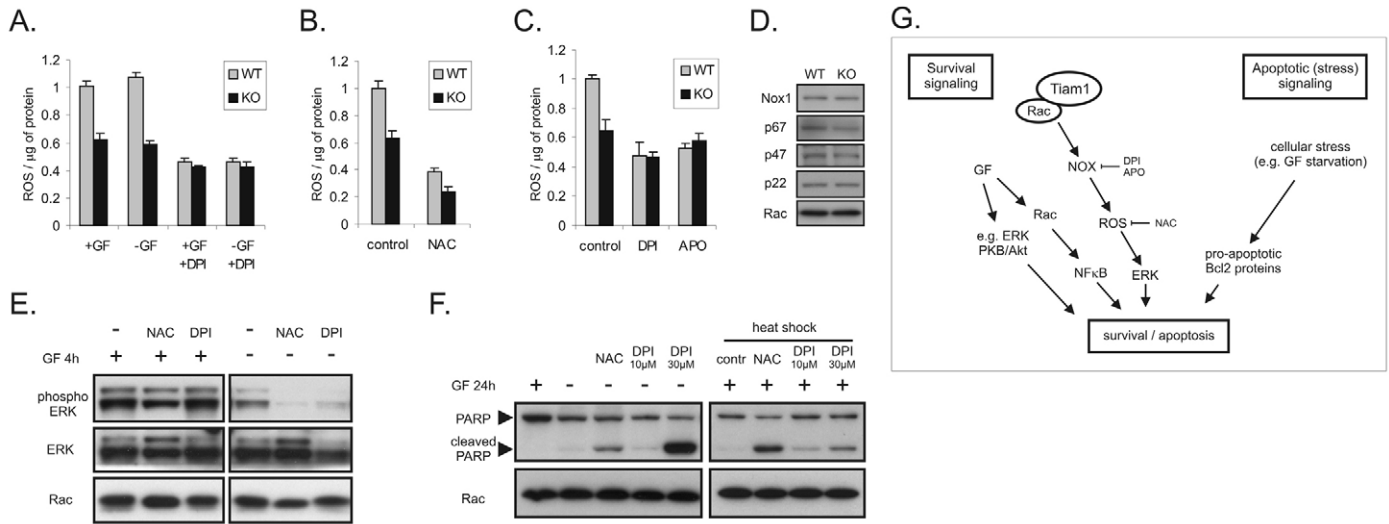 A.
ROS / µg of protein
1.2
1
0.8
0.6
0.4
0.2
0
WT
KO
+GF
-GF
+GF
+DPI
-GF
+DPI
B.
ROS / µg of protein
1.2
1
0.8
0.6
0.4
0.2
0
WT
KO
control
NAC
C.
ROS / µg of protein
1.2
1
0.8
0.6
0.4
0.2
0
WT
KO
control
DPI
APO
D.
WT KO
Nox1
p67
p47
p22
Rac
G.
Survival
signaling
Tiam1
Rac
Apoptotic (stress)
signaling
NOX
DPI
APO
cellular stress
(e.g. GF starvation)
GF
Rac
ROS
NAC
e.g. ERK
PKB/Akt
NFκB
ERK
pro-apoptotic
Bcl2 proteins
survival / apoptosis
E.
- NAC DPI - NAC DPI
GF 4h + + + - - -
phospho
ERK
ERK
Rac
F.
heat shock
NAC DPI 10µM DPI 30µM contr NAC DPI 10µM DPI 30µM
GF 24h + - - - - + + + +
PARP
cleaved
PARP
Rac